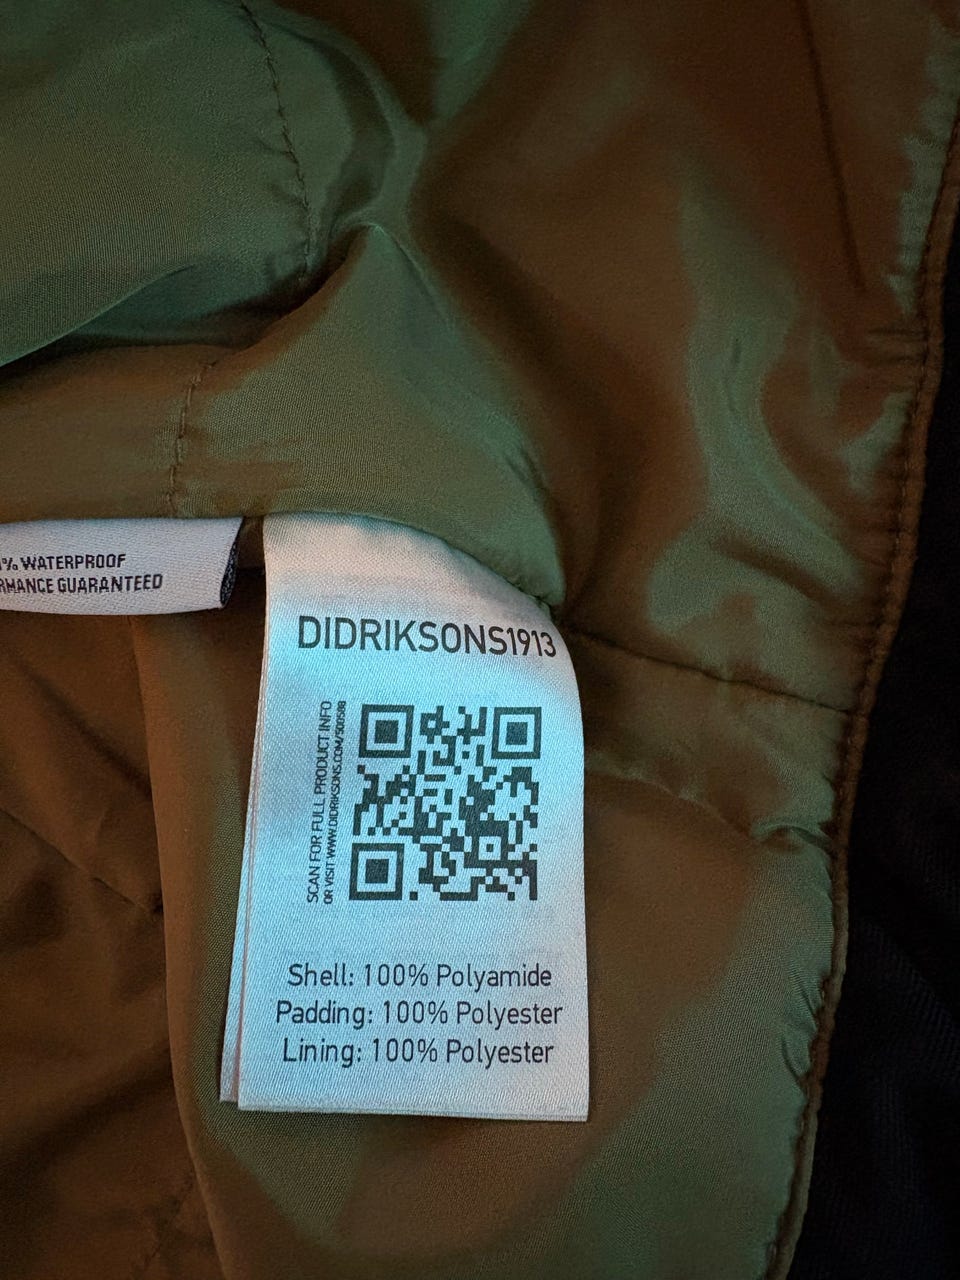 % WATERPROOF
RMANCE GUARANTEED
DIDRIKSONS1913
SCAN FOR FULL PRODUCT INFO
OR VISIT WWW.DIDRIKSONS.COM/500588
Shell: 100% Polyamide
Padding: 100% Polyester
Lining: 100% Polyester